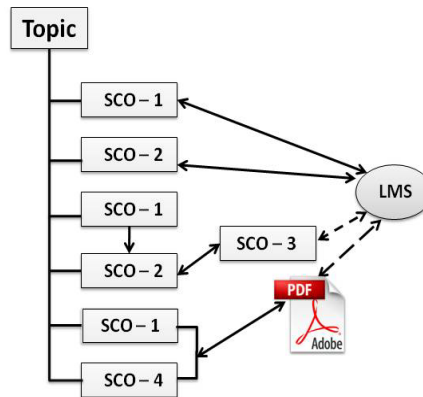 Topic
SCO – 1
SCO – 2
LMS
SCO – 1
SCO – 3
SCO – 2
PDF
SCO – 1
Adobe
SCO – 4